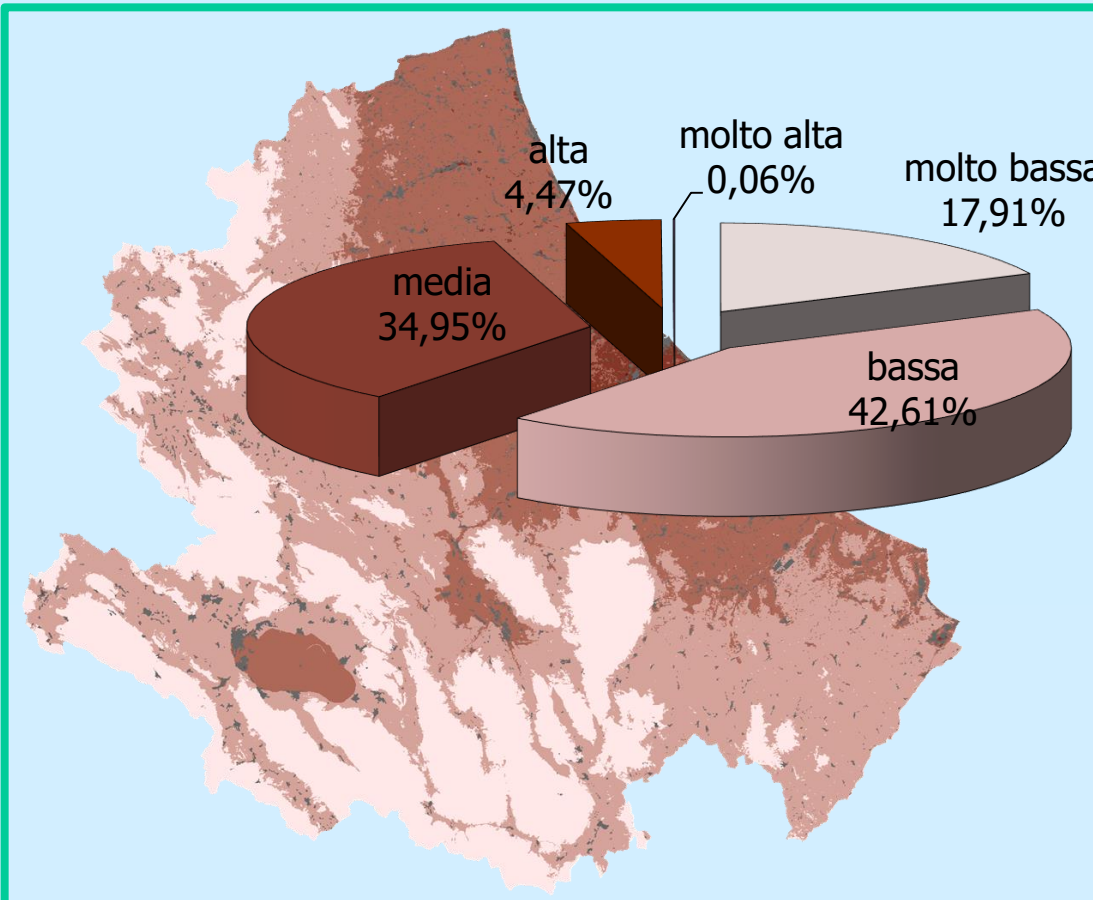 alta
4,47%
molto alta
0,06%
molto bassa
17,91%
media
34,95%
bassa
42,61%